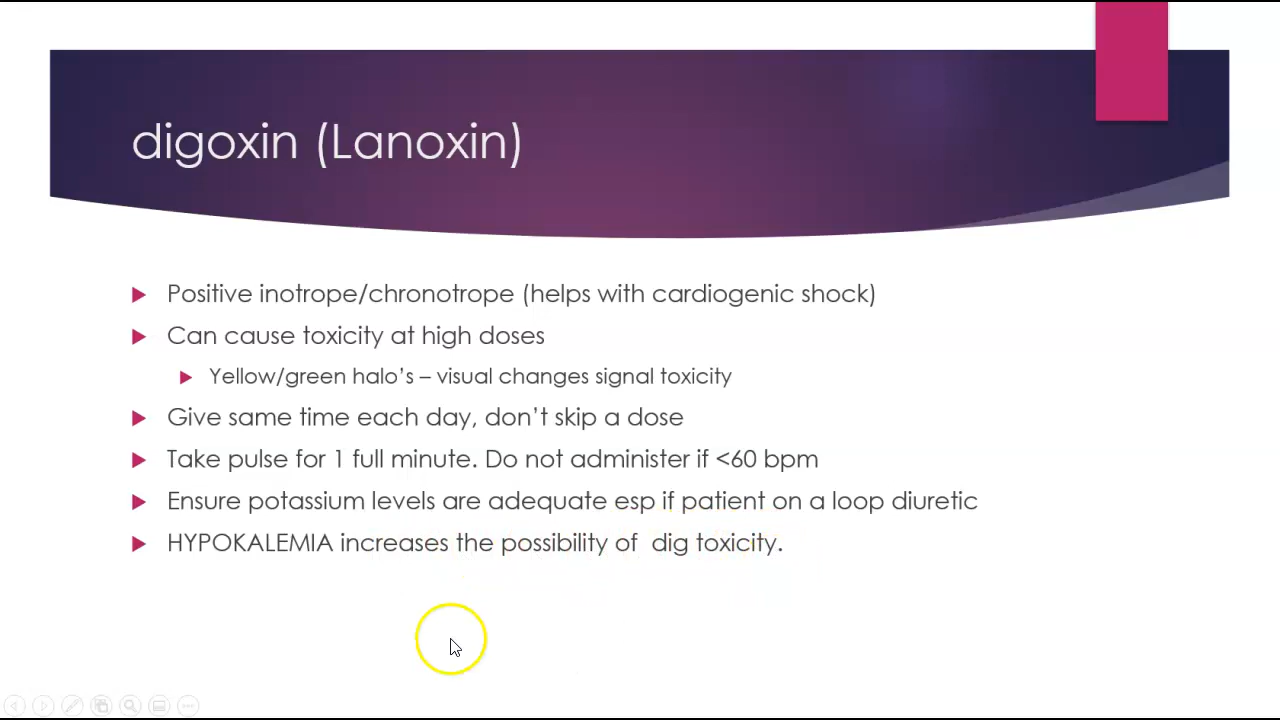 digoxin (Lanoxin)
Positive inotrope/chronotrope (helps with cardiogenic shock)
Can cause toxicity at high doses
Yellow/green halo’s – visual changes signal toxicity
Give same time each day, don’t skip a dose
Take pulse for 1 full minute. Do not administer if <60 bpm
Ensure potassium levels are adequate esp if patient on a loop diuretic
HYPOKALEMIA increases the possibility of  dig toxicity.